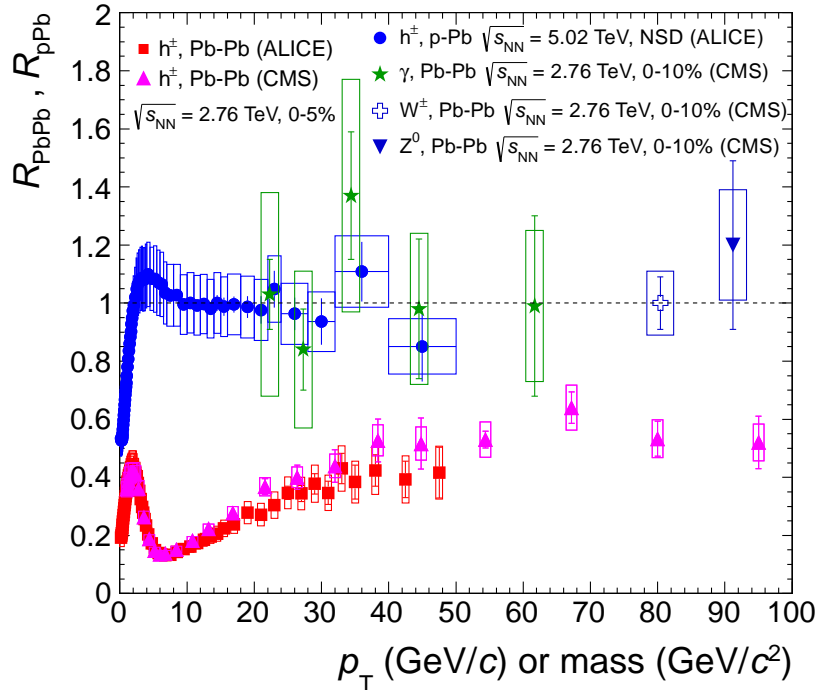 R_PbPb , R_pPb
h±, Pb-Pb (ALICE)
h±, Pb-Pb (CMS)
√s_NN = 2.76 TeV, 0-5%
h±, p-Pb √s_NN = 5.02 TeV, NSD (ALICE)
γ, Pb-Pb √s_NN = 2.76 TeV, 0-10% (CMS)
W±, Pb-Pb √s_NN = 2.76 TeV, 0-10% (CMS)
Z⁰, Pb-Pb √s_NN = 2.76 TeV, 0-10% (CMS)
2
1.8
1.6
1.4
1.2
1
0.8
0.6
0.4
0.2
0
0 10 20 30 40 50 60 70 80 90 100
p_T (GeV/c) or mass (GeV/c²)